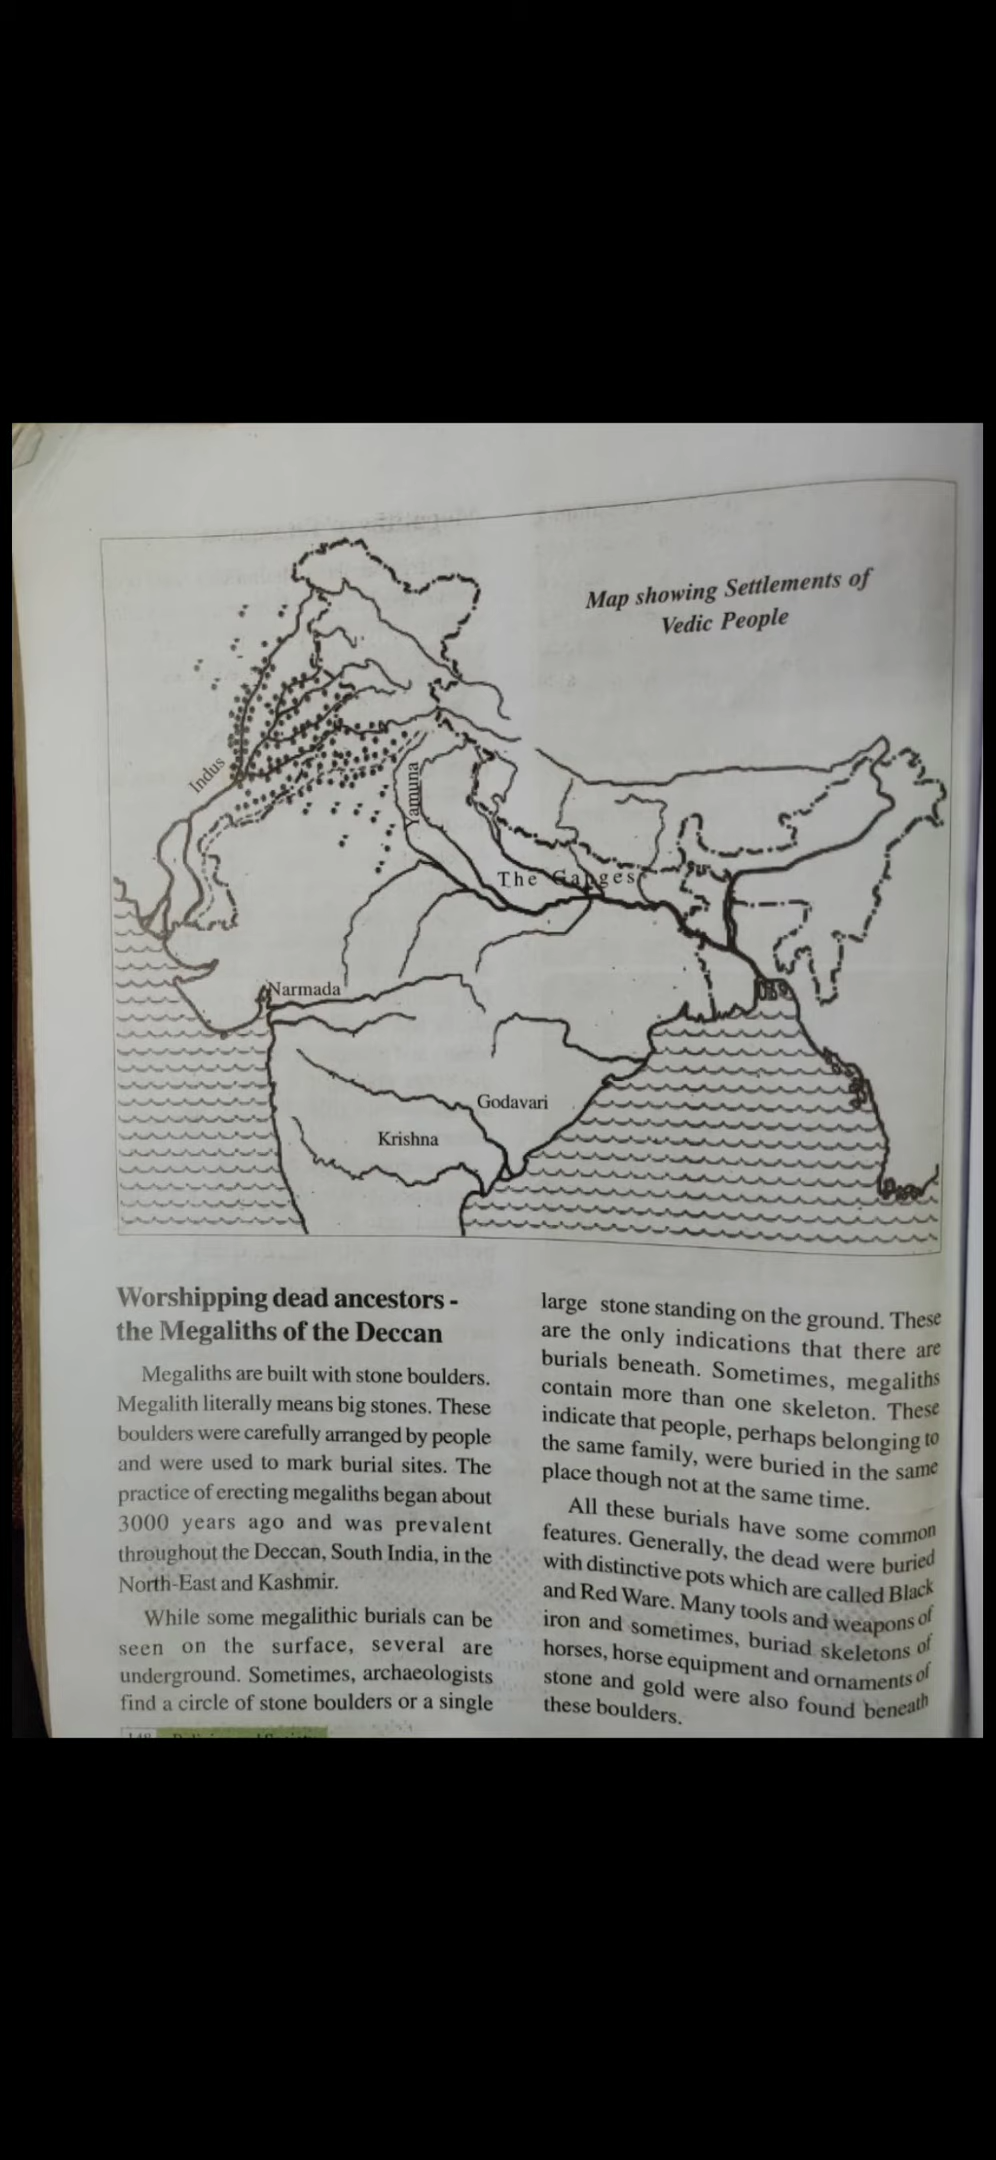 Map showing Settlements of
Vedic People
Indus
Yamuna
The Ganges
Narmada
Godavari
Krishna
Worshipping dead ancestors -
the Megaliths of the Deccan
Megaliths are built with stone boulders.
Megalith literally means big stones. These
boulders were carefully arranged by people
and were used to mark burial sites. The
practice of erecting megaliths began about
3000 years ago and was prevalent
throughout the Deccan, South India, in the
North-East and Kashmir.
While some megalithic burials can be
seen on the surface, several are
underground. Sometimes, archaeologists
find a circle of stone boulders or a single
large stone standing on the ground. These
are the only indications that there are
burials beneath. Sometimes, megaliths
contain more than one skeleton. These
indicate that people, perhaps belonging to
the same family, were buried in the same
place though not at the same time.
All these burials have some common
features. Generally, the dead were buried
with distinctive pots which are called Black
and Red Ware. Many tools and weapons of
iron and sometimes, buriad skeletons of
horses, horse equipment and ornaments of
stone and gold were also found beneath
these boulders.